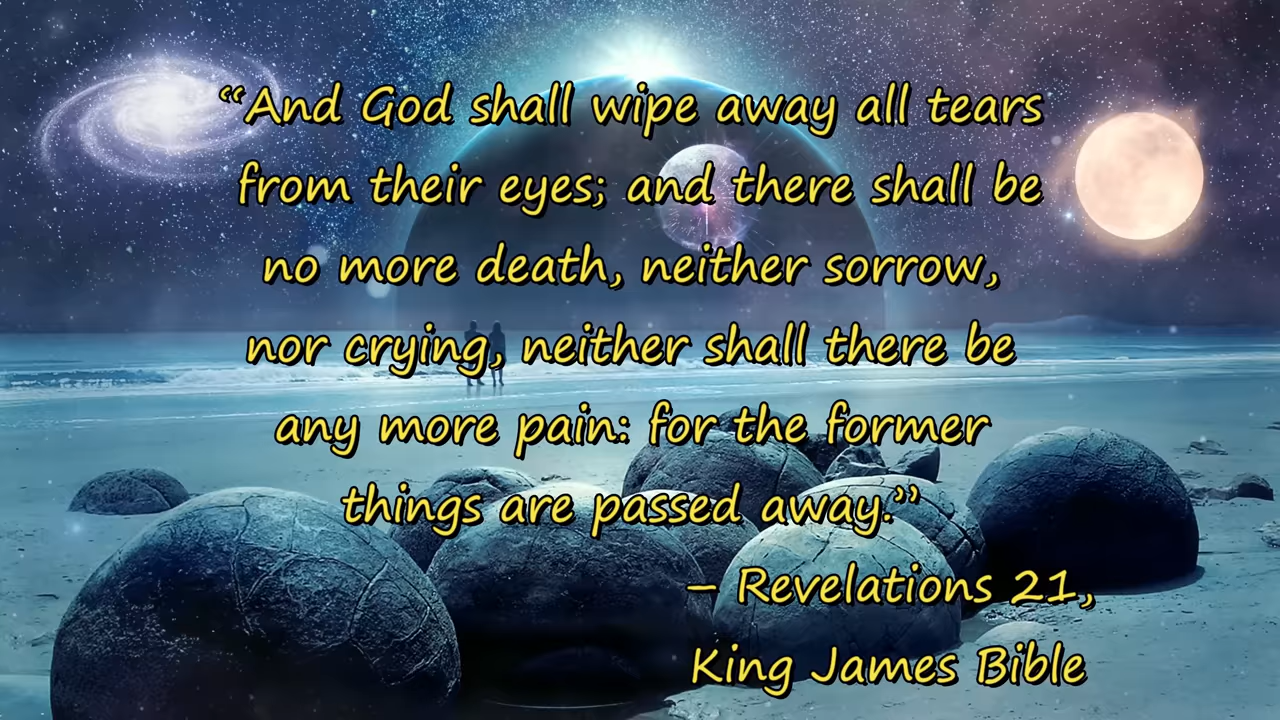 “And God shall wipe away all tears
from their eyes; and there shall be
no more death, neither sorrow,
nor crying, neither shall there be
any more pain: for the former
things are passed away.”
– Revelations 21,
King James Bible